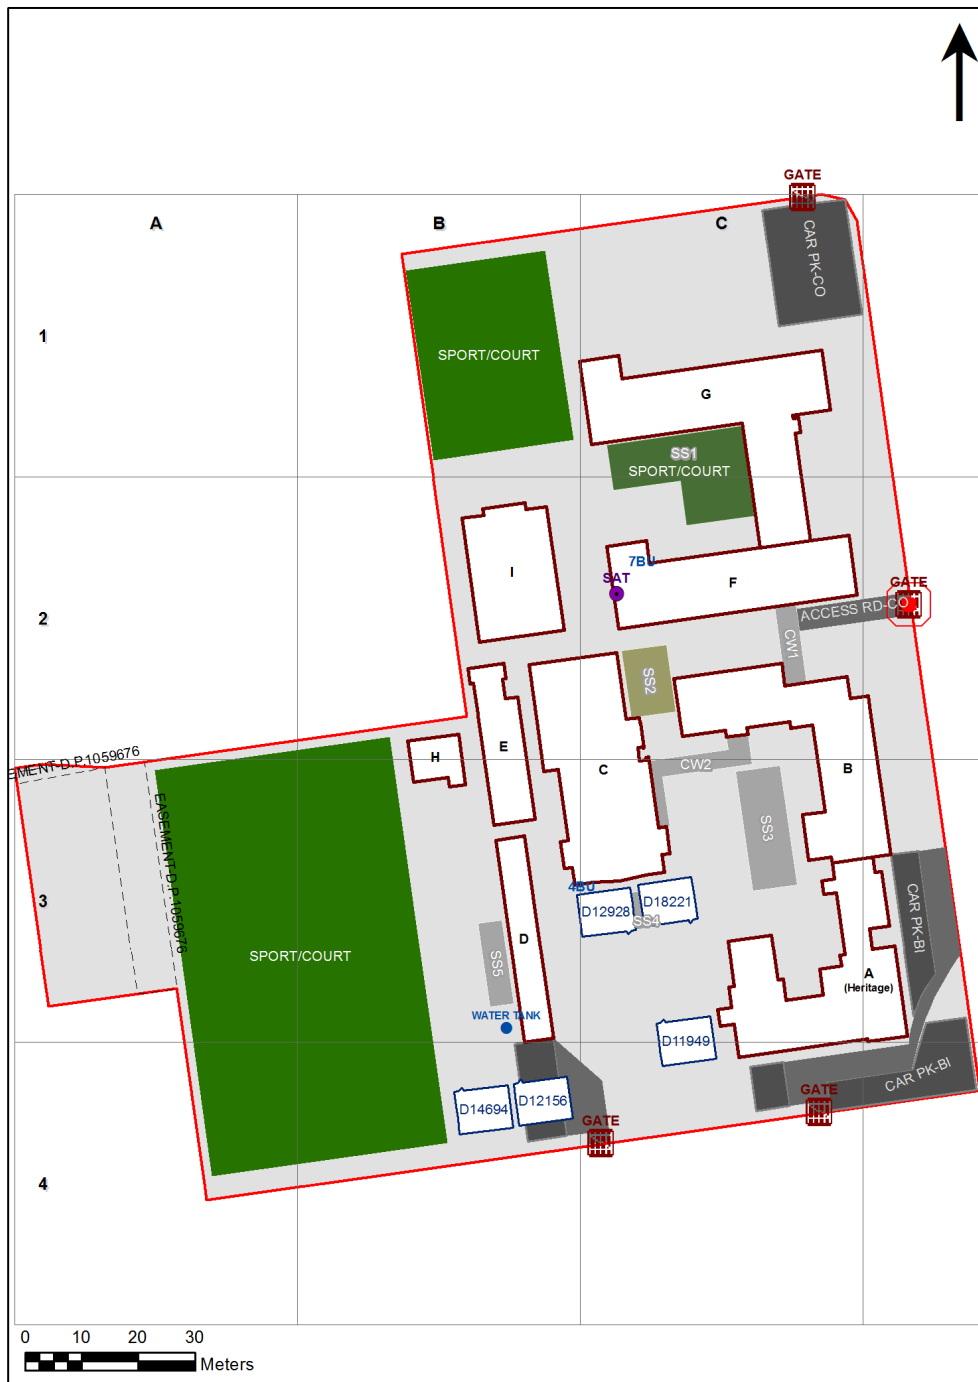 GATE
A
B
C
CAR PK-CO
1
SPORT/COURT
G
SS1
SPORT/COURT
I
7BU
SAT
F
GATE
2
ACCESS RD-CO
CW1
SS2
E
H
C
CW2
B
EMENT-D.P.1059676
EASEMENT-D.P.1059676
SS3
3
4BU
D12928
D18221
SS4
CAR PK-BI
D
SS5
SPORT/COURT
A
(Heritage)
WATER TANK
D11949
CAR PK-BI
D14694
D12156
GATE
GATE
4
0 10 20 30
Meters